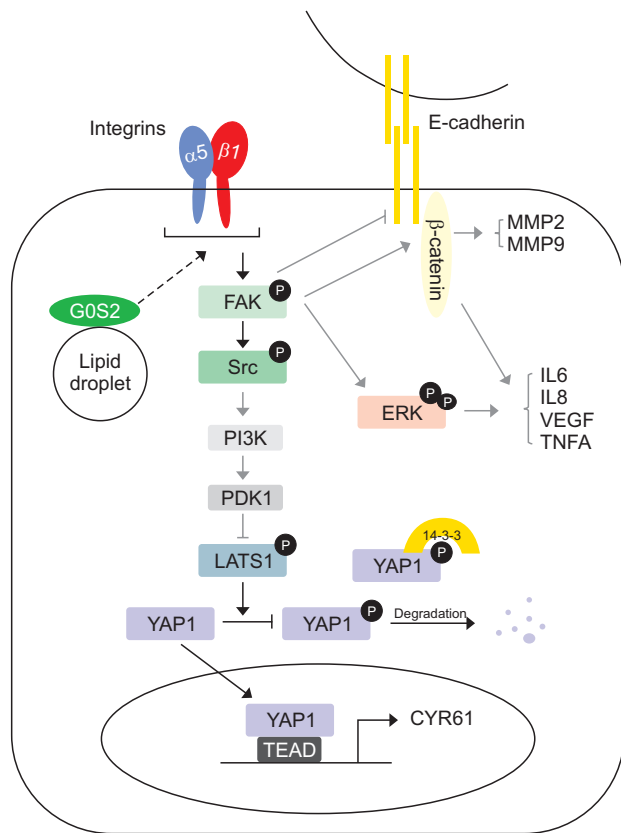 E-cadherin
Integrins
α5
β1
β-catenin
MMP2
MMP9
G0S2
Lipid
droplet
FAK
P
Src
P
PI3K
PDK1
LATS1
P
ERK
P
P
IL6
IL8
VEGF
TNFA
14-3-3
P
YAP1
YAP1
YAP1
P
Degradation
YAP1
TEAD
CYR61